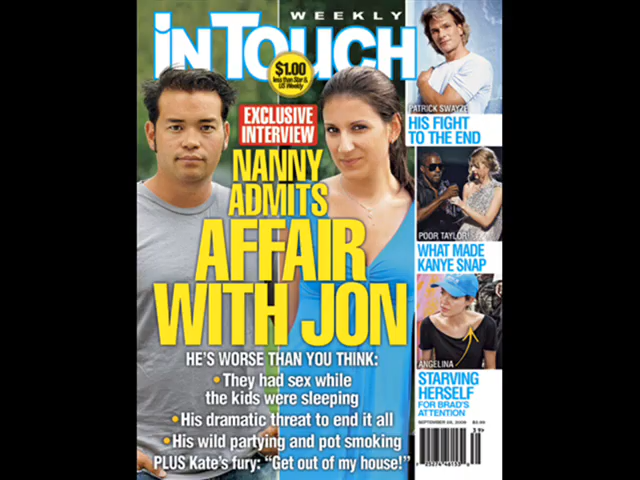 WEEKLY
INTOUCH
$1.00
less than Star &
US Weekly
EXCLUSIVE
INTERVIEW
NANNY
ADMITS
AFFAIR
WITH JON
HE'S WORSE THAN YOU THINK:
• They had sex while
the kids were sleeping
• His dramatic threat to end it all
• His wild partying and pot smoking
PLUS Kate's fury: “Get out of my house!”
PATRICK SWAYZE
HIS FIGHT
TO THE END
POOR TAYLOR!
WHAT MADE
KANYE SNAP
ANGELINA
STARVING
HERSELF
FOR BRAD'S
ATTENTION